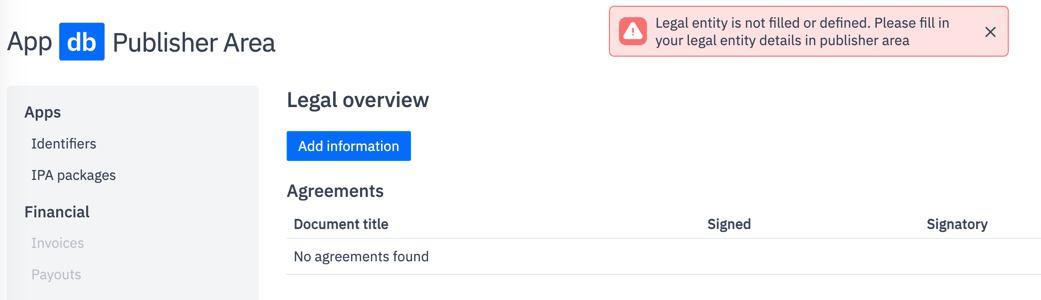 Legal entity is not filled or defined. Please fill in
your legal entity details in publisher area
App db Publisher Area
Apps
Identifiers
IPA packages
Financial
Invoices
Payouts
Legal overview
Add information
Agreements
Document title Signed Signatory
No agreements found